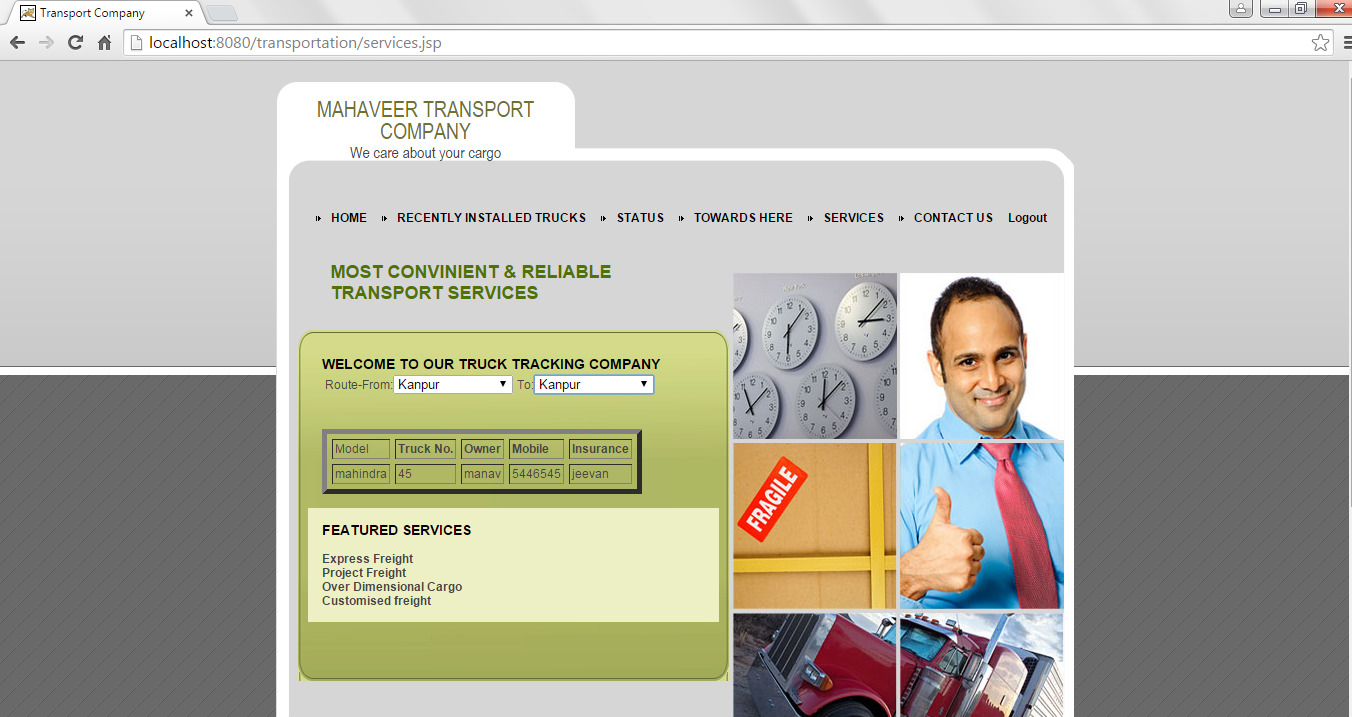 Transport Company
localhost:8080/transportation/services.jsp
MAHAVEER TRANSPORT
COMPANY
We care about your cargo
HOME RECENTLY INSTALLED TRUCKS STATUS TOWARDS HERE SERVICES CONTACT US Logout
MOST CONVINIENT & RELIABLE
TRANSPORT SERVICES
WELCOME TO OUR TRUCK TRACKING COMPANY
Route-From: Kanpur To: Kanpur
Model Truck No. Owner Mobile Insurance
mahindra 45 manav 5446545 jeevan
FEATURED SERVICES
Express Freight
Project Freight
Over Dimensional Cargo
Customised freight
FRAGILE